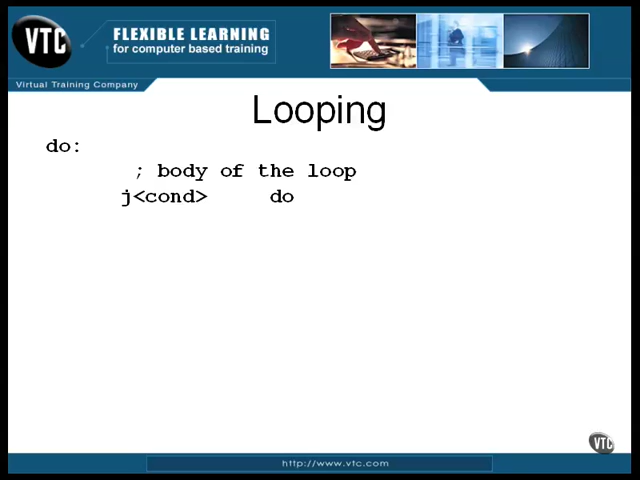 VTC
FLEXIBLE LEARNING
for computer based training
Virtual Training Company
Looping
do:
; body of the loop
j<cond> do
VTC
http://www.vtc.com